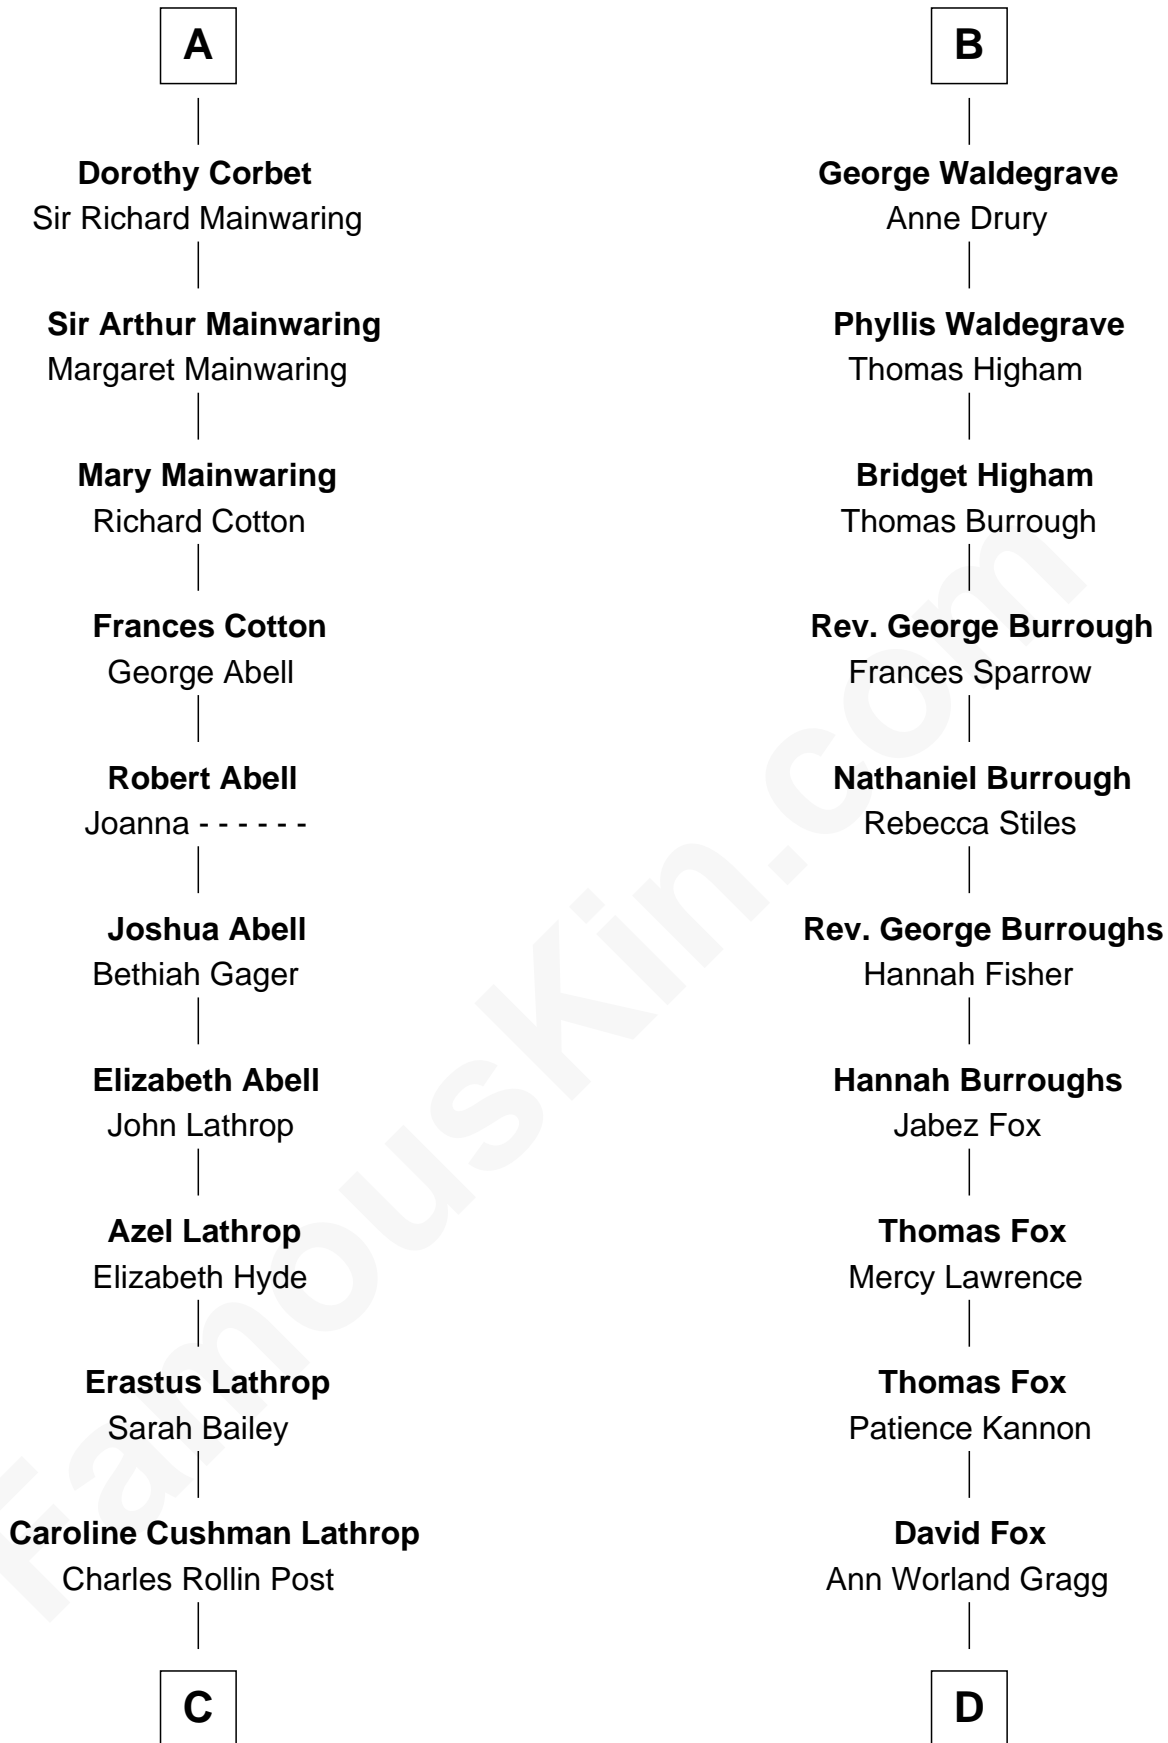 A
Dorothy Corbet
Sir Richard Mainwaring
Sir Arthur Mainwaring
Margaret Mainwaring
Mary Mainwaring
Richard Cotton
Frances Cotton
George Abell
Robert Abell
Joanna - - - - - -
Joshua Abell
Bethiah Gager
Elizabeth Abell
John Lathrop
Azel Lathrop
Elizabeth Hyde
Erastus Lathrop
Sarah Bailey
Caroline Cushman Lathrop
Charles Rollin Post
C
B
George Waldegrave
Anne Drury
Phyllis Waldegrave
Thomas Higham
Bridget Higham
Thomas Burrough
Rev. George Burrough
Frances Sparrow
Nathaniel Burrough
Rebecca Stiles
Rev. George Burroughs
Hannah Fisher
Hannah Burroughs
Jabez Fox
Thomas Fox
Mercy Lawrence
Thomas Fox
Patience Kannon
David Fox
Ann Worland Gragg
D
FamousKin.com